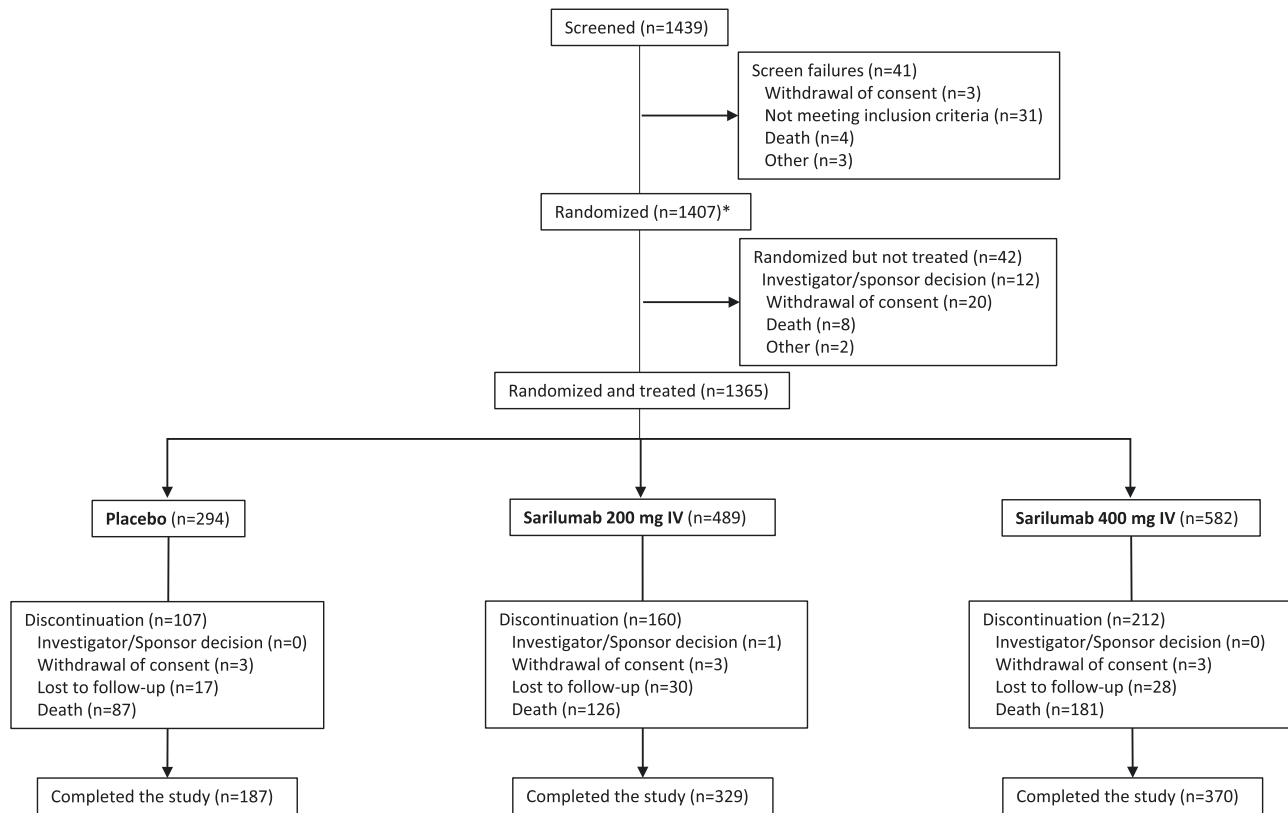 Screened (n=1439)
Screen failures (n=41)
Withdrawal of consent (n=3)
Not meeting inclusion criteria (n=31)
Death (n=4)
Other (n=3)
Randomized (n=1407)*
Randomized but not treated (n=42)
Investigator/sponsor decision (n=12)
Withdrawal of consent (n=20)
Death (n=8)
Other (n=2)
Randomized and treated (n=1365)
Placebo (n=294)
Discontinuation (n=107)
Investigator/Sponsor decision (n=0)
Withdrawal of consent (n=3)
Lost to follow-up (n=17)
Death (n=87)
Completed the study (n=187)
Sarilumab 200 mg IV (n=489)
Discontinuation (n=160)
Investigator/Sponsor decision (n=1)
Withdrawal of consent (n=3)
Lost to follow-up (n=30)
Death (n=126)
Completed the study (n=329)
Sarilumab 400 mg IV (n=582)
Discontinuation (n=212)
Investigator/Sponsor decision (n=0)
Withdrawal of consent (n=3)
Lost to follow-up (n=28)
Death (n=181)
Completed the study (n=370)